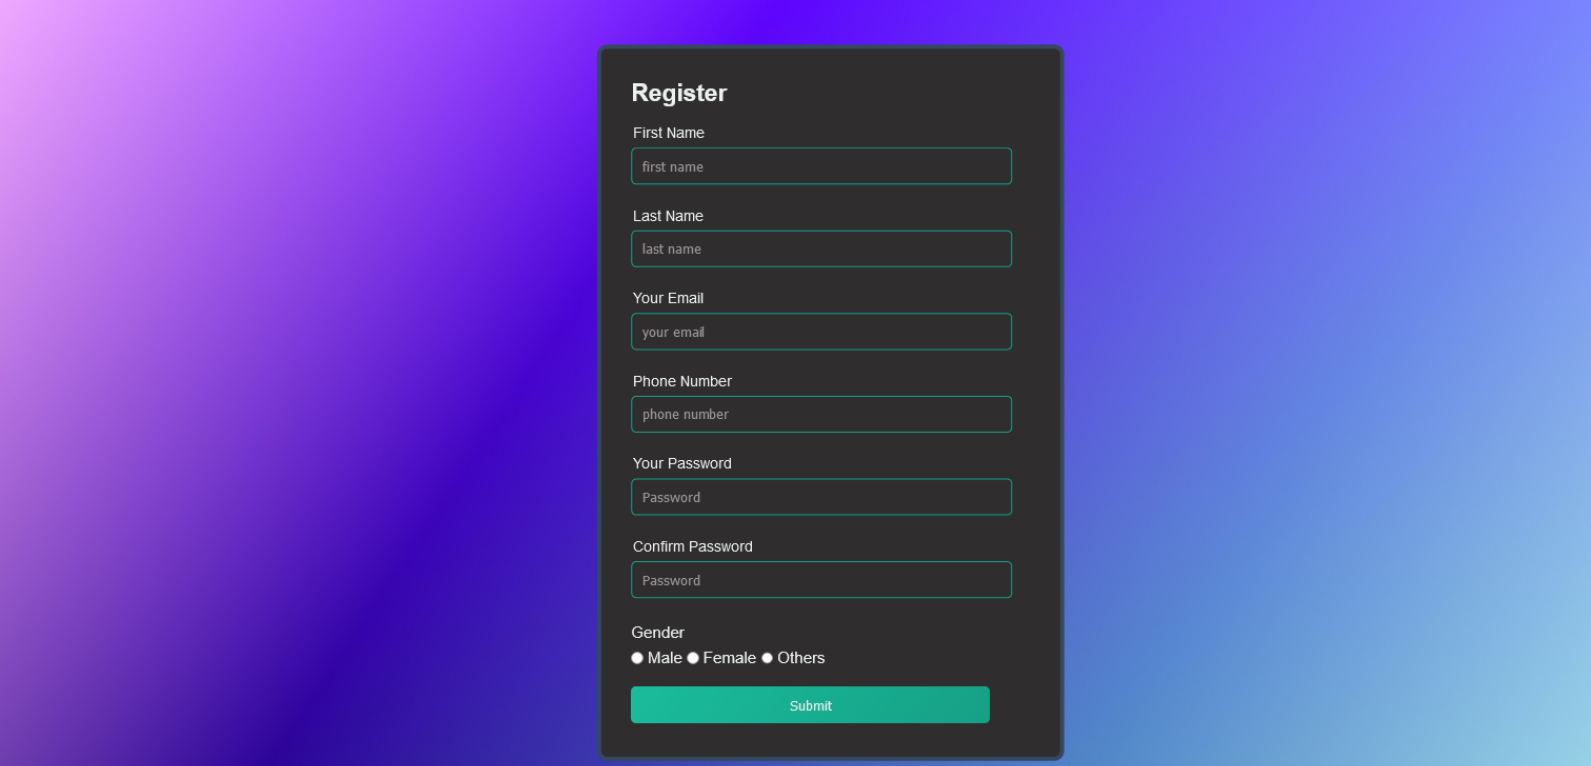 Register
First Name
first name
Last Name
last name
Your Email
your email
Phone Number
phone number
Your Password
Password
Confirm Password
Password
Gender
Male Female Others
Submit